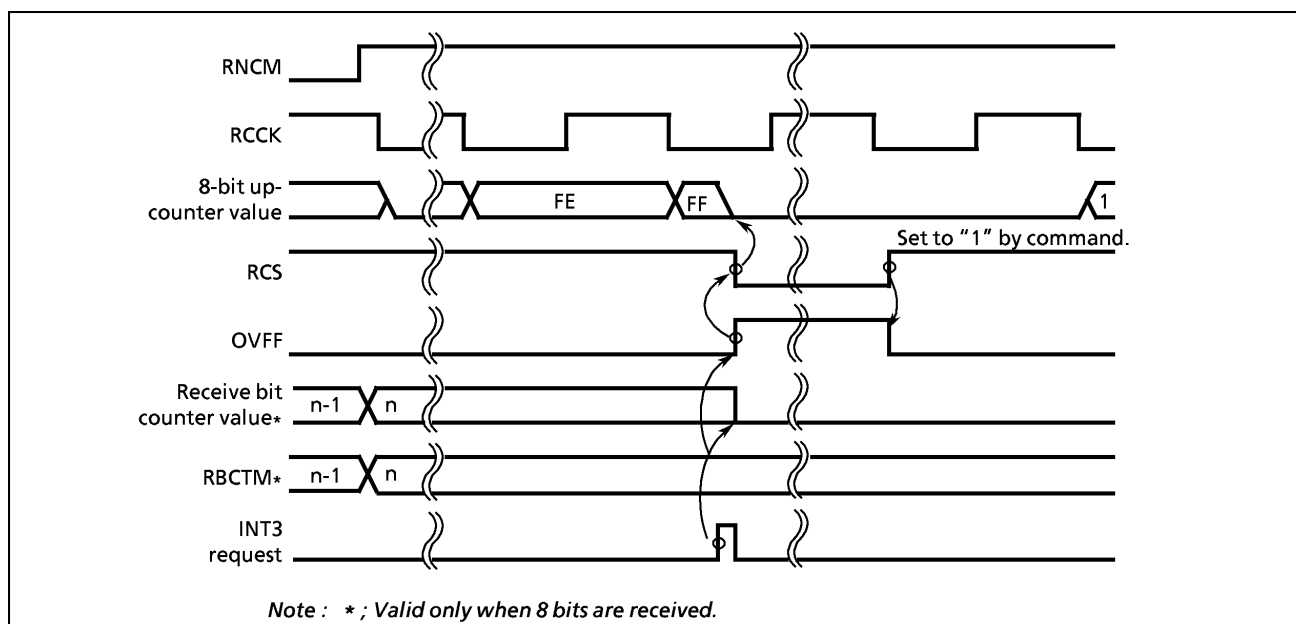 RNCM
RCCK
8-bit up-
counter value
FE
FF
1
Set to "1" by command.
RCS
OVFF
Receive bit
counter value*
n-1
n
RBCTM*
n-1
n
INT3
request
Note : * ; Valid only when 8 bits are received.